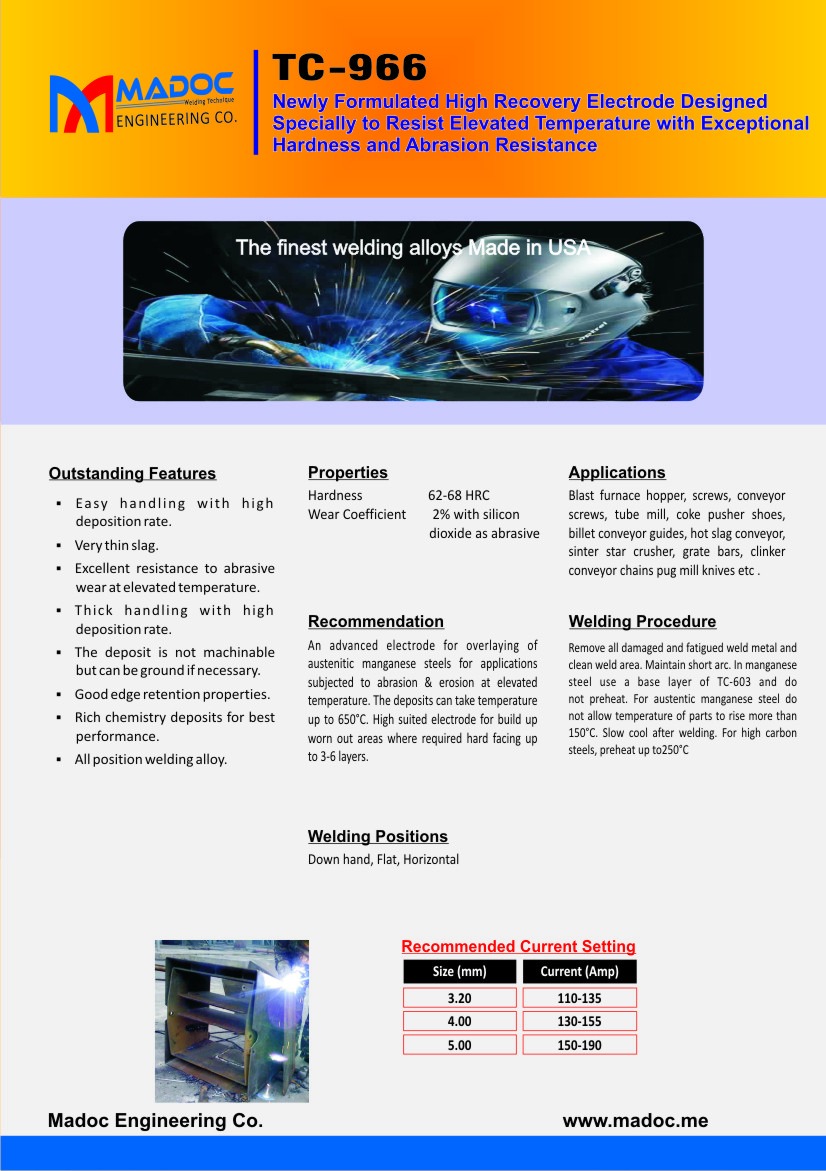 MADOC
Welding Technique
ENGINEERING CO.
TC-966
Newly Formulated High Recovery Electrode Designed
Specially to Resist Elevated Temperature with Exceptional
Hardness and Abrasion Resistance
The finest welding alloys Made in USA
optrel
Outstanding Features
▪ Easy handling with high
deposition rate.
▪ Very thin slag.
▪ Excellent resistance to abrasive
wear at elevated temperature.
▪ Thick handling with high
deposition rate.
▪ The deposit is not machinable
but can be ground if necessary.
▪ Good edge retention properties.
▪ Rich chemistry deposits for best
performance.
▪ All position welding alloy.
Properties
Hardness 62-68 HRC
Wear Coefficient 2% with silicon
dioxide as abrasive
Recommendation
An advanced electrode for overlaying of
austenitic manganese steels for applications
subjected to abrasion & erosion at elevated
temperature. The deposits can take temperature
up to 650°C. High suited electrode for build up
worn out areas where required hard facing up
to 3-6 layers.
Welding Positions
Down hand, Flat, Horizontal
Applications
Blast furnace hopper, screws, conveyor
screws, tube mill, coke pusher shoes,
billet conveyor guides, hot slag conveyor,
sinter star crusher, grate bars, clinker
conveyor chains pug mill knives etc .
Welding Procedure
Remove all damaged and fatigued weld metal and
clean weld area. Maintain short arc. In manganese
steel use a base layer of TC-603 and do
not preheat. For austentic manganese steel do
not allow temperature of parts to rise more than
150°C. Slow cool after welding. For high carbon
steels, preheat up to250°C
Recommended Current Setting
Size (mm) Current (Amp)
3.20 110-135
4.00 130-155
5.00 150-190
Madoc Engineering Co.
www.madoc.me